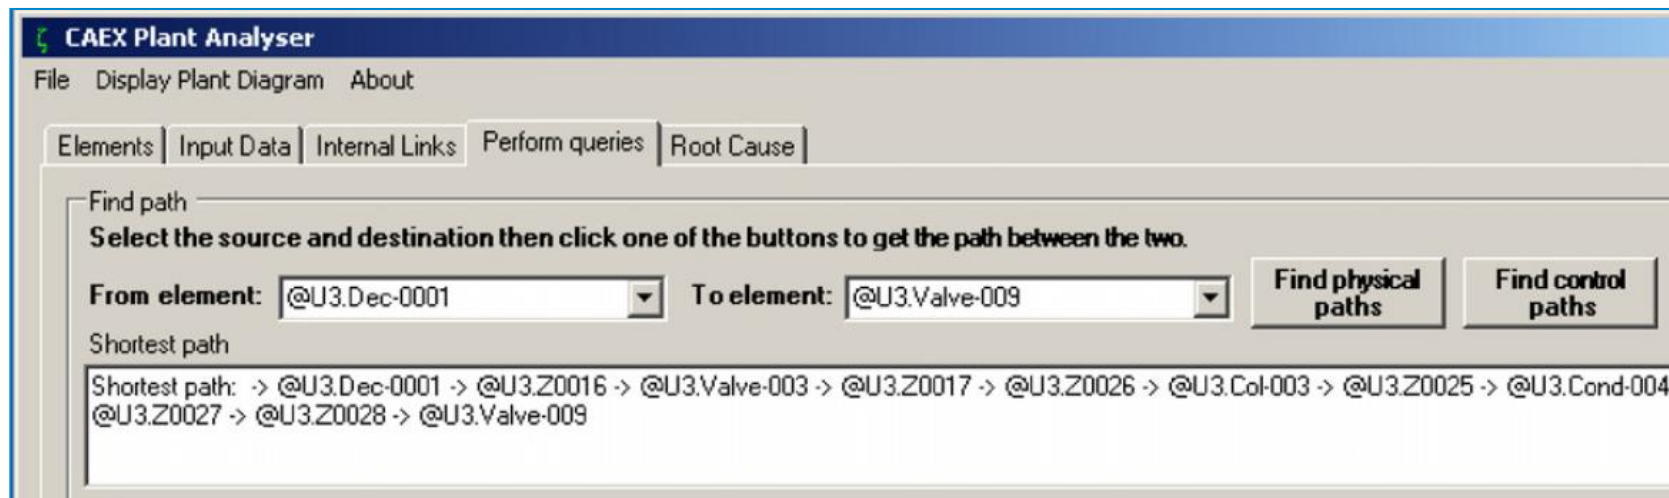 CAEX Plant Analyser
File Display Plant Diagram About
Elements Input Data Internal Links Perform queries Root Cause
Find path
Select the source and destination then click one of the buttons to get the path between the two.
From element: @U3.Dec-0001 To element: @U3.Valve-009 Find physical paths Find control paths
Shortest path
Shortest path: -> @U3.Dec-0001 -> @U3.Z0016 -> @U3.Valve-003 -> @U3.Z0017 -> @U3.Z0026 -> @U3.Col-003 -> @U3.Z0025 -> @U3.Cond-004
@U3.Z0027 -> @U3.Z0028 -> @U3.Valve-009